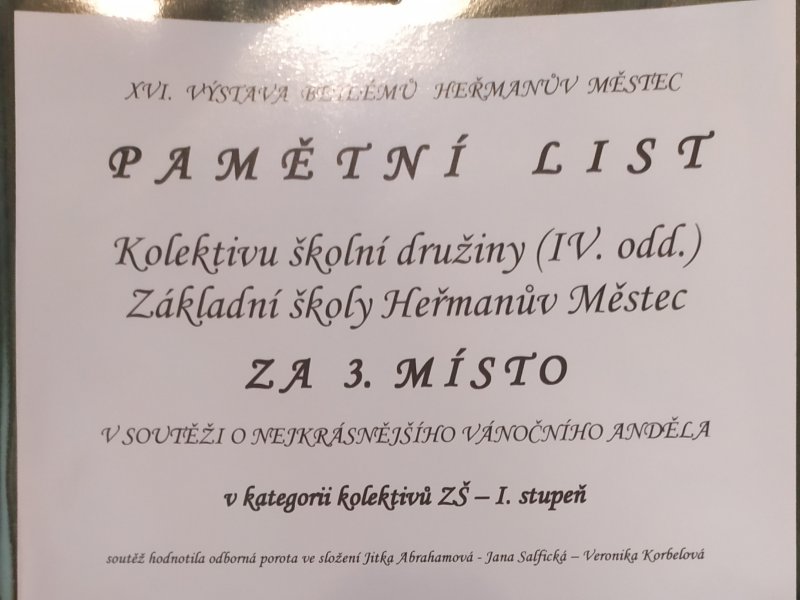 XVI. VÝSTAVA BETLÉMŮ HEŘMANŮV MĚSTEC
PAMĚTNÍ LIST
Kolektivu školní družiny (IV. odd.)
Základní školy Heřmanův Městec
ZA 3. MÍSTO
V SOUTĚŽI O NEJKRÁSNĚJŠÍHO VÁNOČNÍHO ANDĚLA
v kategorii kolektivů ZŠ – I. stupeň
soutěž hodnotila odborná porota ve složení Jitka Abrahamová - Jana Salfická – Veronika Korbelová